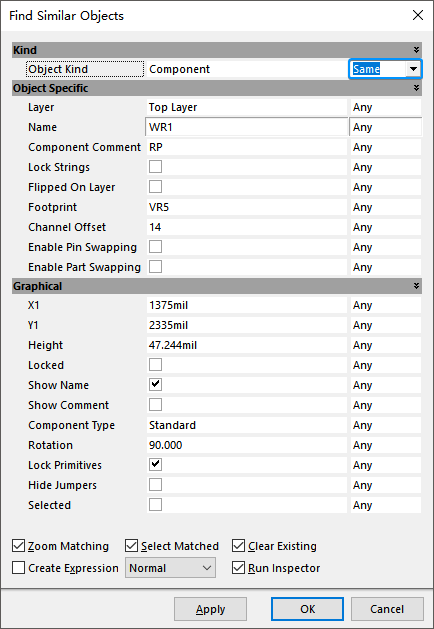 Find Similar Objects
Kind
Object Kind Component Same
Object Specific
Layer Top Layer Any
Name WR1 Any
Component Comment RP Any
Lock Strings Any
Flipped On Layer Any
Footprint VR5 Any
Channel Offset 14 Any
Enable Pin Swapping Any
Enable Part Swapping Any
Graphical
X1 1375mil Any
Y1 2335mil Any
Height 47.244mil Any
Locked Any
Show Name Any
Show Comment Any
Component Type Standard Any
Rotation 90.000 Any
Lock Primitives Any
Hide Jumpers Any
Selected Any
Zoom Matching Select Matched Clear Existing
Create Expression Normal Run Inspector
Apply OK Cancel